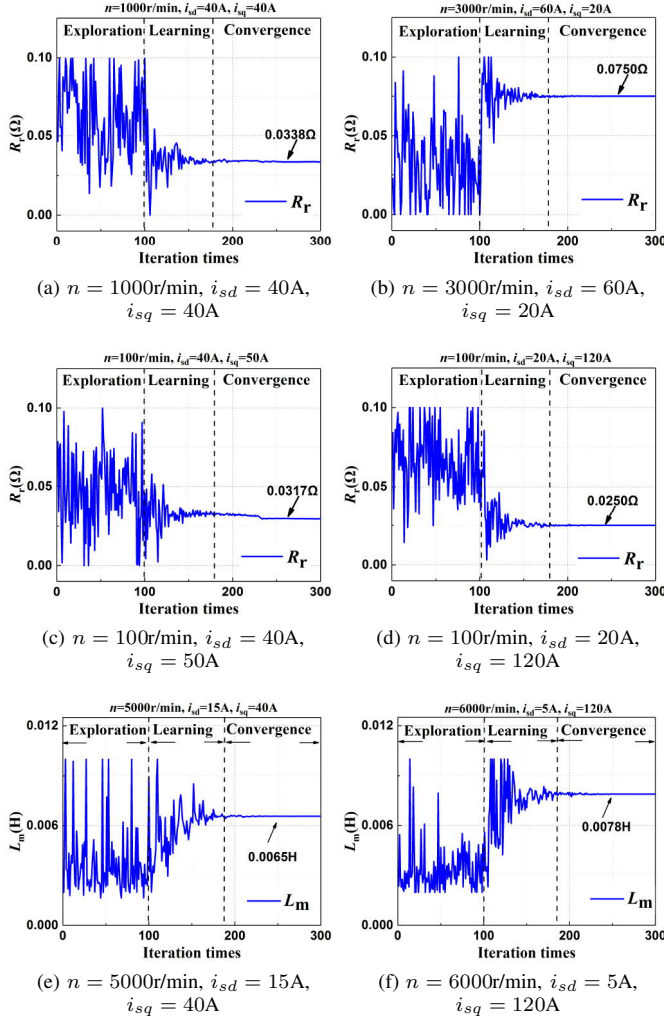 n=1000r/min, isd=40A, isq=40A
Exploration Learning Convergence
0.10
0.05
0.00
Rr(Ω)
0.0338Ω
Rr
0 100 200 300
Iteration times
(a) n = 1000r/min, isd = 40A,
isq = 40A
n=3000r/min, isd=60A, isq=20A
Exploration Learning Convergence
0.10
0.05
0.00
Rr(Ω)
0.0750Ω
Rr
0 100 200 300
Iteration times
(b) n = 3000r/min, isd = 60A,
isq = 20A
n=100r/min, isd=40A, isq=50A
Exploration Learning Convergence
0.10
0.05
0.00
Rr(Ω)
0.0317Ω
Rr
0 100 200 300
Iteration times
(c) n = 100r/min, isd = 40A,
isq = 50A
n=100r/min, isd=20A, isq=120A
Exploration Learning Convergence
0.10
0.05
0.00
Rr(Ω)
0.0250Ω
Rr
0 100 200 300
Iteration times
(d) n = 100r/min, isd = 20A,
isq = 120A
n=5000r/min, isd=15A, isq=40A
Exploration Learning Convergence
0.012
0.006
0.000
Lm(H)
0.0065H
Lm
0 100 200 300
Iteration times
(e) n = 5000r/min, isd = 15A,
isq = 40A
n=6000r/min, isd=5A, isq=120A
Exploration Learning Convergence
0.012
0.006
0.000
Lm(H)
0.0078H
Lm
0 100 200 300
Iteration times
(f) n = 6000r/min, isd = 5A,
isq = 120A